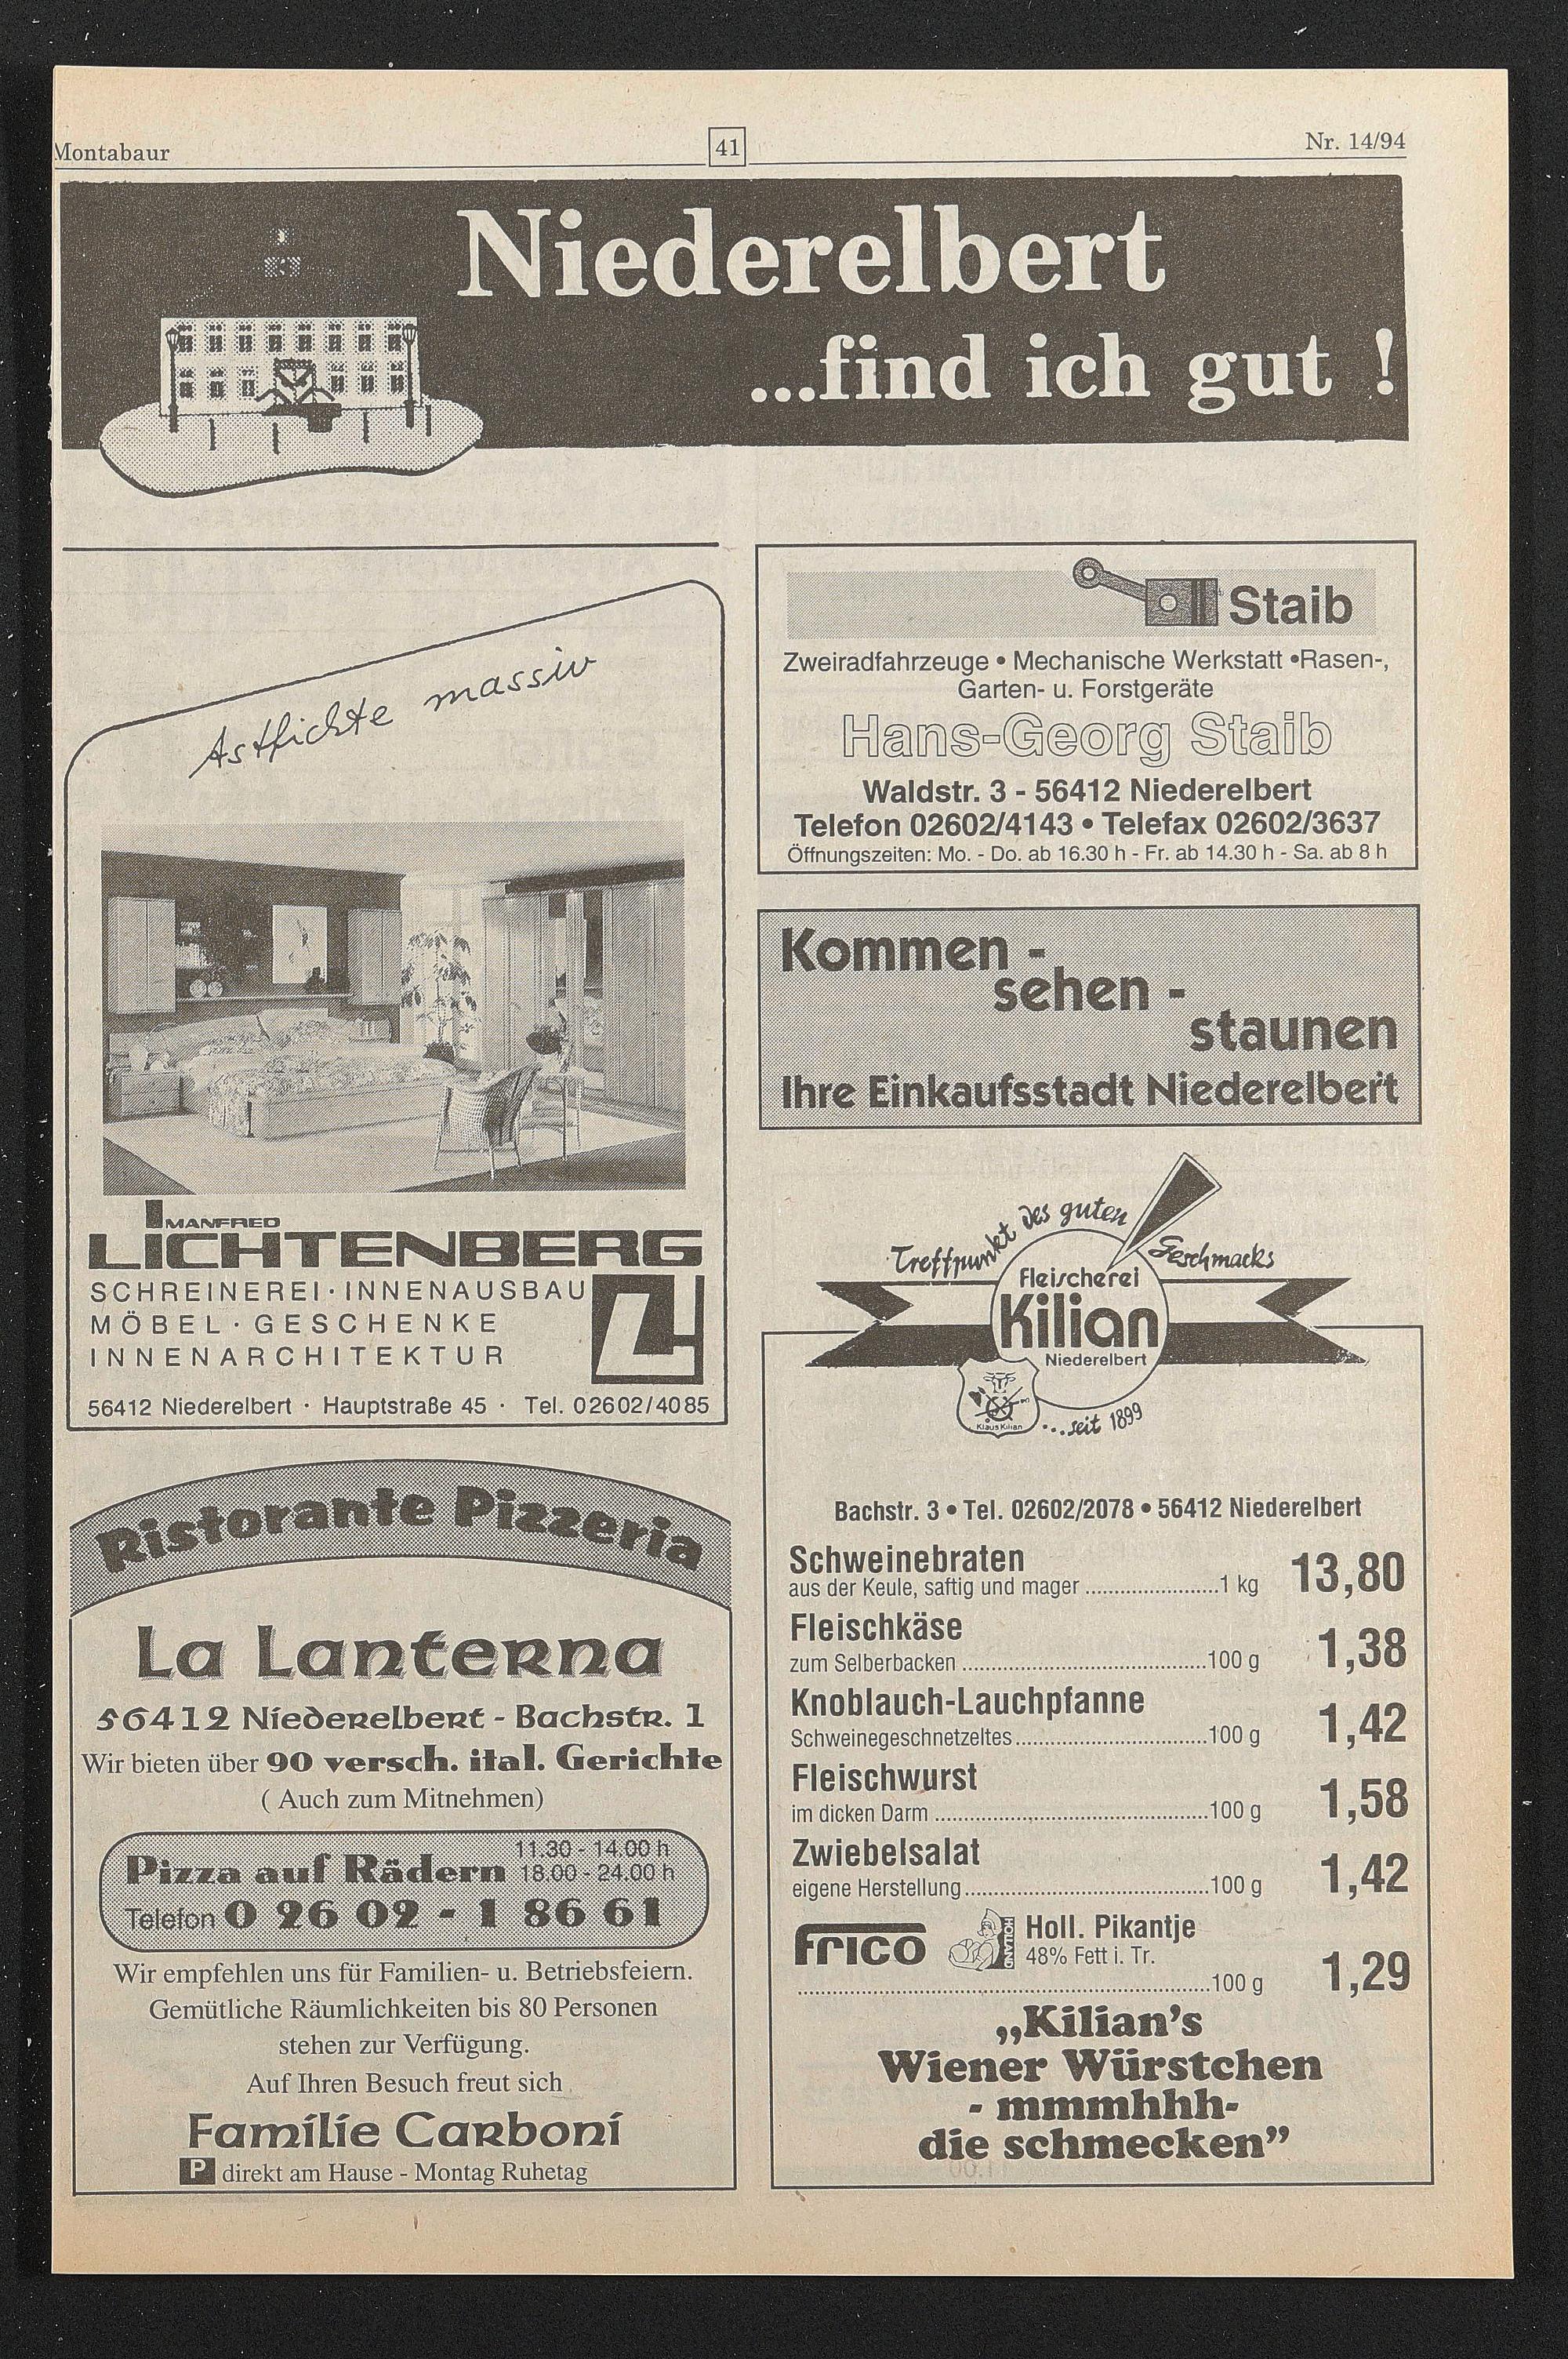 Montabaur
41
Nr. 14/94
Niederelbert
...find ich gut !
Astfichte massiv
MANFRED
LICHTENBERG
SCHREINEREI · INNENAUSBAU
MÖBEL · GESCHENKE
INNENARCHITEKTUR
56412 Niederelbert · Hauptstraße 45 · Tel. 02602/4085
Ristorante Pizzeria
La Lanterna
56412 Niederelbert - Bachstr. 1
Wir bieten über 90 versch. ital. Gerichte
( Auch zum Mitnehmen)
Pizza auf Rädern 11.30 - 14.00 h
18.00 - 24.00 h
Telefon 0 26 02 - 1 86 61
Wir empfehlen uns für Familien- u. Betriebsfeiern.
Gemütliche Räumlichkeiten bis 80 Personen
stehen zur Verfügung.
Auf Ihren Besuch freut sich
Familie Carboni
P direkt am Hause - Montag Ruhetag
Staib
Zweiradfahrzeuge • Mechanische Werkstatt •Rasen-,
Garten- u. Forstgeräte
Hans-Georg Staib
Waldstr. 3 - 56412 Niederelbert
Telefon 02602/4143 • Telefax 02602/3637
Öffnungszeiten: Mo. - Do. ab 16.30 h - Fr. ab 14.30 h - Sa. ab 8 h
Kommen -
sehen -
staunen
Ihre Einkaufsstadt Niederelbert
Treffpunkt des guten Geschmacks
Fleischerei
Kilian
Niederelbert
Klaus Kilian
...seit 1899
Bachstr. 3 • Tel. 02602/2078 • 56412 Niederelbert
Schweinebraten
aus der Keule, saftig und mager .......................1 kg 13,80
Fleischkäse
zum Selberbacken ..........................................100 g 1,38
Knoblauch-Lauchpfanne
Schweinegeschnetzeltes.................................100 g 1,42
Fleischwurst
im dicken Darm ...............................................100 g 1,58
Zwiebelsalat
eigene Herstellung..........................................100 g 1,42
Frico HOLLAND Holl. Pikantje
48% Fett i. Tr.
.......................................................................100 g 1,29
„Kilian's
Wiener Würstchen
- mmmhhh-
die schmecken”